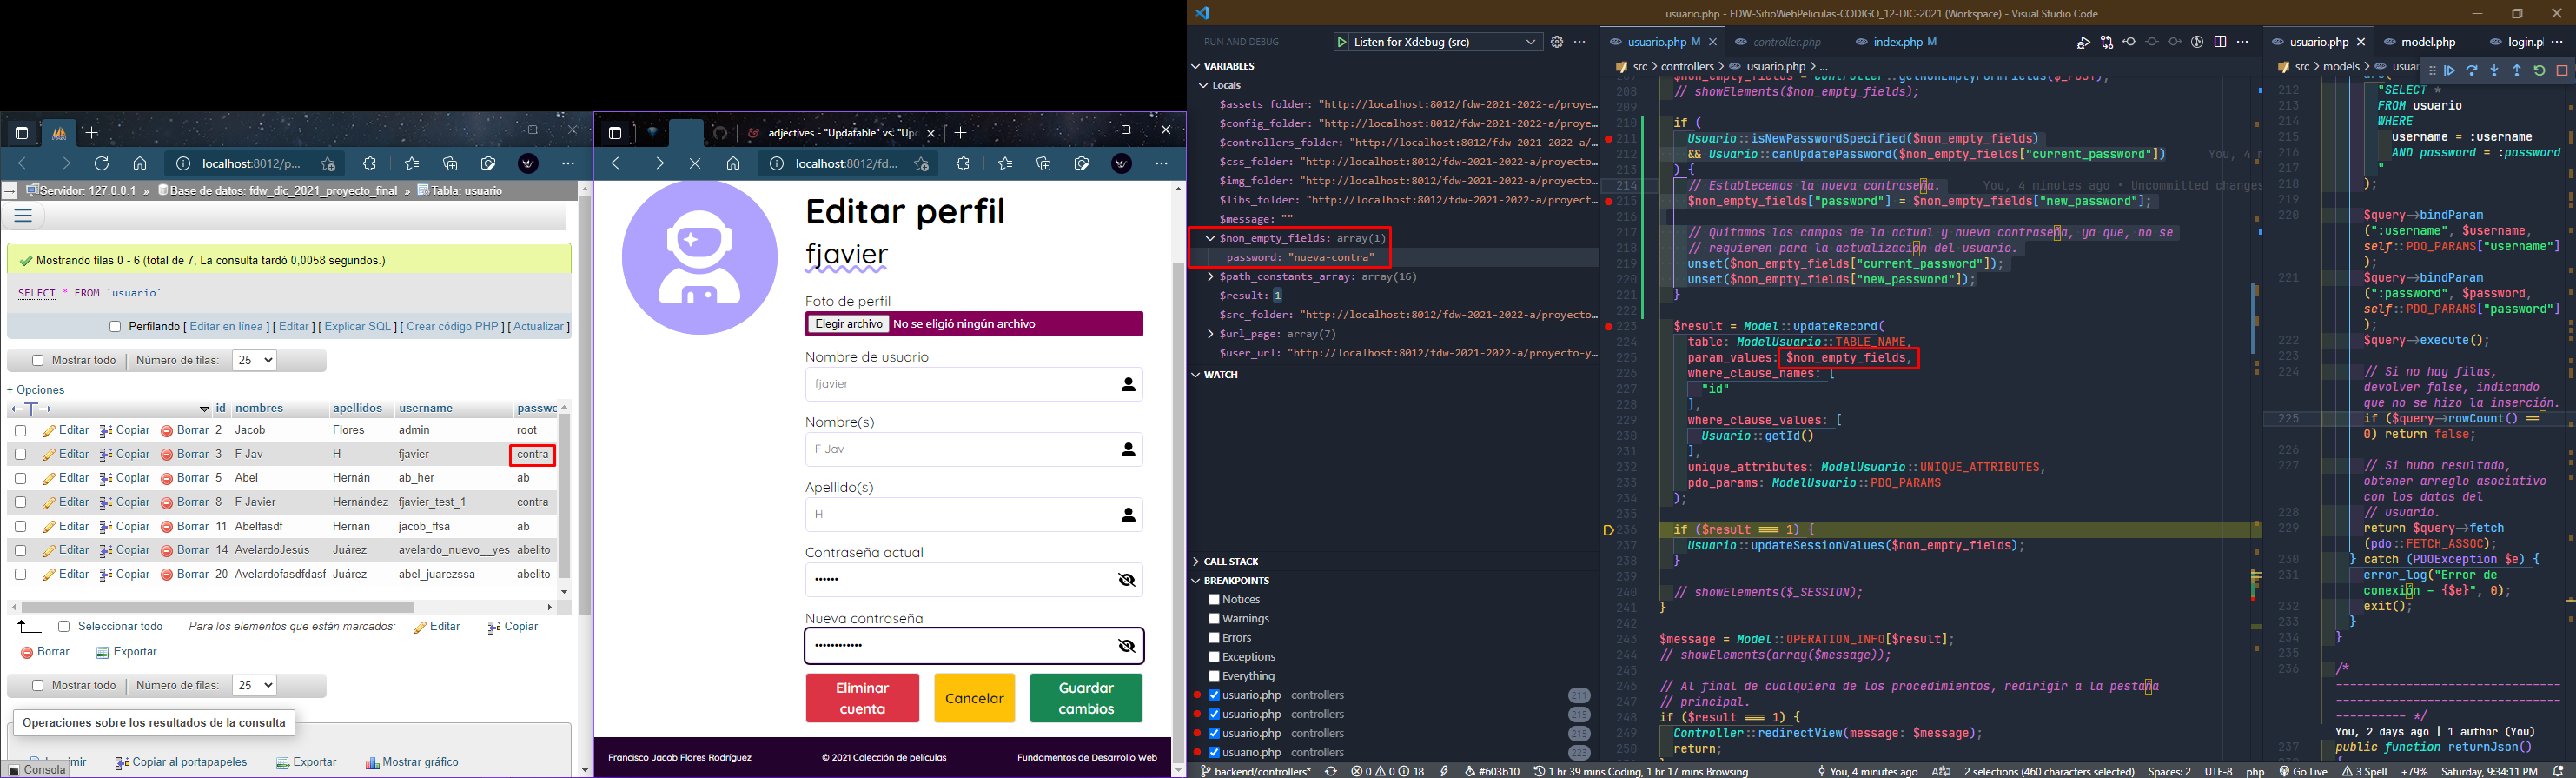 localhost:8012/p...
Servidor: 127.0.0.1 » Base de datos: fdw_dic_2021_proyecto_final » Tabla: usuario
Mostrando filas 0 - 6 (total de 7, La consulta tardó 0,0058 segundos.)
SELECT * FROM `usuario`
Perfilando [ Editar en línea ] [ Editar ] [ Explicar SQL ] [ Crear código PHP ] [ Actualizar ]
Mostrar todo | Número de filas: 25
+ Opciones
id nombres apellidos username passwo
Editar Copiar Borrar 2 Jacob Flores admin root
Editar Copiar Borrar 3 F Jav H fjavier contra
Editar Copiar Borrar 5 Abel Hernán ab_her ab
Editar Copiar Borrar 8 F Javier Hernández fjavier_test_1 contra
Editar Copiar Borrar 11 Abelfasdf Hernán jacob_ffsa ab
Editar Copiar Borrar 14 AvelardoJesús Juárez avelardo_nuevo__yes abelito
Editar Copiar Borrar 20 Avelardofasdfdasf Juárez abel_juarezssa abelito
Seleccionar todo Para los elementos que están marcados: Editar Copiar
Borrar Exportar
Mostrar todo | Número de filas: 25
Operaciones sobre los resultados de la consulta
Copiar al portapapeles Exportar Mostrar gráfico
Consola
adjectives - "Updatable" vs. "Upd
localhost:8012/fd...
Editar perfil
fjavier
Foto de perfil
Elegir archivo No se eligió ningún archivo
Nombre de usuario
fjavier
Nombre(s)
F Jav
Apellido(s)
H
Contraseña actual
••••••
Nueva contraseña
••••••••••••
Eliminar cuenta
Cancelar
Guardar cambios
Francisco Jacob Flores Rodríguez © 2021 Colección de películas Fundamentos de Desarrollo Web
usuario.php - FDW-SitioWebPeliculas-CODIGO_12-DIC-2021 (Workspace) - Visual Studio Code
RUN AND DEBUG Listen for Xdebug (src)
VARIABLES
Locals
$assets_folder: "http://localhost:8012/fdw-2021-2022-a/proye...
$config_folder: "http://localhost:8012/fdw-2021-2022-a/proye...
$controllers_folder: "http://localhost:8012/fdw-2021-2022-a/...
$css_folder: "http://localhost:8012/fdw-2021-2022-a/proyecto...
$img_folder: "http://localhost:8012/fdw-2021-2022-a/proyecto...
$libs_folder: "http://localhost:8012/fdw-2021-2022-a/proyect...
$message: ""
$non_empty_fields: array(1)
password: "nueva-contra"
$path_constants_array: array(16)
$result: 1
$src_folder: "http://localhost:8012/fdw-2021-2022-a/proyecto...
$url_page: array(7)
$user_url: "http://localhost:8012/fdw-2021-2022-a/proyecto-y...
WATCH
CALL STACK
BREAKPOINTS
Notices
Warnings
Errors
Exceptions
Everything
usuario.php controllers 211
usuario.php controllers 215
usuario.php controllers 215
usuario.php controllers 223
usuario.php M controller.php index.php M
src > controllers > usuario.php > ...
207 $non_empty_fields = Controller::getNonEmptyFormFields($_POST);
208 // showElements($non_empty_fields);
209
210 if (
211 Usuario::isNewPasswordSpecified($non_empty_fields)
212 && Usuario::canUpdatePassword($non_empty_fields["current_password"]) You, 4 m
213 ) {
214 // Establecemos la nueva contraseña. You, 4 minutes ago • Uncommitted changes
215 $non_empty_fields["password"] = $non_empty_fields["new_password"];
216
217 // Quitamos los campos de la actual y nueva contraseña, ya que, no se
218 // requieren para la actualización del usuario.
219 unset($non_empty_fields["current_password"]);
220 unset($non_empty_fields["new_password"]);
221 }
222
223 $result = Model::updateRecord(
224 table: ModelUsuario::TABLE_NAME,
225 param_values: $non_empty_fields,
226 where_clause_names: [
227 "id"
228 ],
229 where_clause_values: [
230 Usuario::getId()
231 ],
232 unique_attributes: ModelUsuario::UNIQUE_ATTRIBUTES,
233 pdo_params: ModelUsuario::PDO_PARAMS
234 );
235
236 if ($result === 1) {
237 Usuario::updateSessionValues($non_empty_fields);
238 }
239
240 // showElements($_SESSION);
241 }
242
243 $message = Model::OPERATION_INFO[$result];
244 // showElements(array($message));
245
246 // Al final de cualquiera de los procedimientos, redirigir a la pestaña
247 // principal.
248 if ($result === 1) {
249 Controller::redirectView(message: $message);
250 return;
usuario.php model.php login.p
src > models > usuar
212 "SELECT *
213 FROM usuario
214 WHERE
215 username = :username
216 AND password = :password
217 "
218 );
219
220 $query->bindParam
(":username", $username,
self::PDO_PARAMS["username"]
);
221 $query->bindParam
(":password", $password,
self::PDO_PARAMS["password"]
);
222 $query->execute();
223
224 // Si no hay filas,
devolver false, indicando
que no se hizo la inserción.
225 if ($query->rowCount() ==
0) return false;
226
227 // Si hubo resultado,
obtener arreglo asociativo
con los datos del
228 // usuario.
229 return $query->fetch
(pdo::FETCH_ASSOC);
230 } catch (PDOException $e) {
231 error_log("Error de
conexión - {$e}", 0);
232 exit();
233 }
234 }
235
236 /*
--------------------------------
--------------------------------
---------- */
You, 2 days ago | 1 author (You)
237 public function returnJson()
backend/controllers* 0 0 18 #603b10 1 hr 39 mins Coding, 1 hr 17 mins Browsing You, 4 minutes ago 2 selections (460 characters selected) Spaces: 2 UTF-8 php Go Live 3 Spell +79% Saturday, 9:34:11 PM